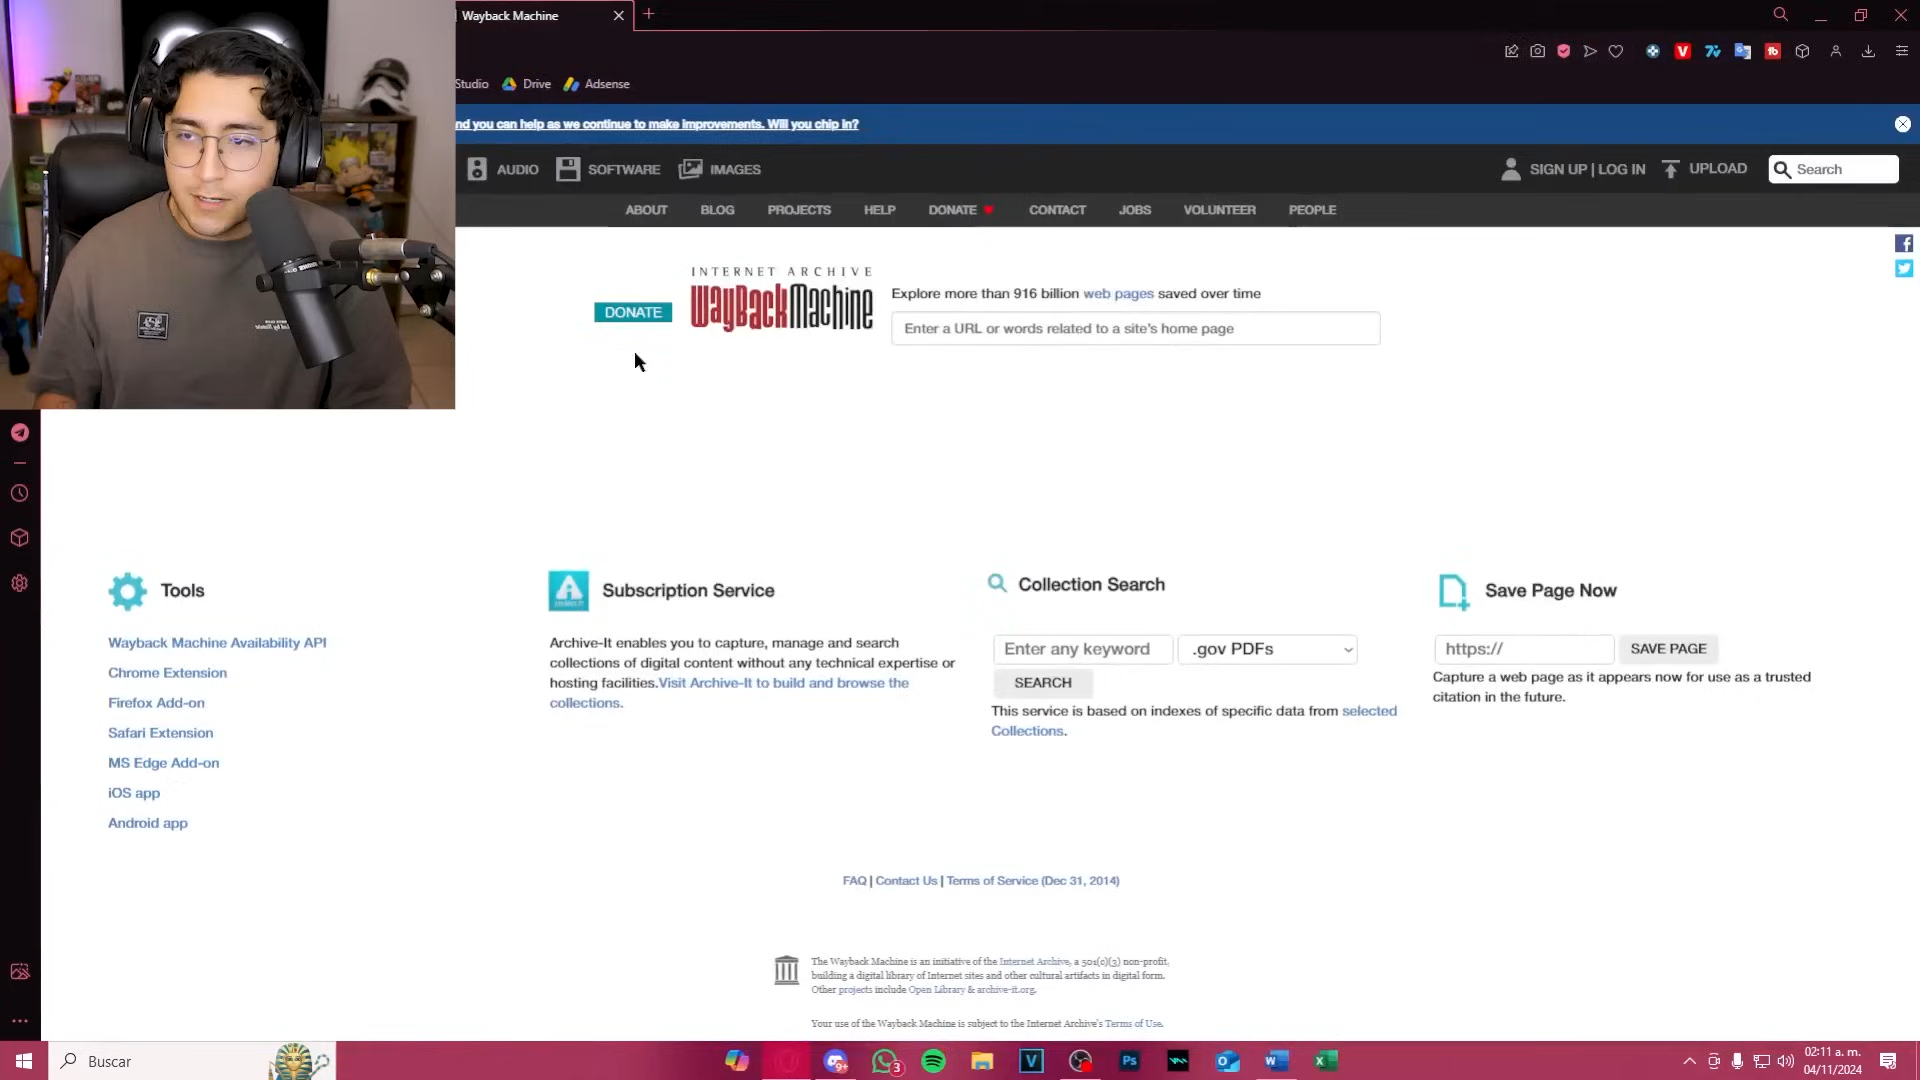 Wayback Machine
Studio
Drive
Adsense
nd you can help as we continue to make improvements. Will you chip in?
AUDIO
SOFTWARE
IMAGES
SIGN UP | LOG IN
UPLOAD
Search
ABOUT
BLOG
PROJECTS
HELP
DONATE
CONTACT
JOBS
VOLUNTEER
PEOPLE
INTERNET ARCHIVE
WayBackMachine
DONATE
Explore more than 916 billion web pages saved over time
Enter a URL or words related to a site's home page
Tools
Wayback Machine Availability API
Chrome Extension
Firefox Add-on
Safari Extension
MS Edge Add-on
iOS app
Android app
Subscription Service
Archive-It enables you to capture, manage and search
collections of digital content without any technical expertise or
hosting facilities.Visit Archive-It to build and browse the
collections.
Collection Search
Enter any keyword
.gov PDFs
SEARCH
This service is based on indexes of specific data from selected
Collections.
Save Page Now
https://
SAVE PAGE
Capture a web page as it appears now for use as a trusted
citation in the future.
FAQ | Contact Us | Terms of Service (Dec 31, 2014)
The Wayback Machine is an initiative of the Internet Archive, a 501(c)(3) non-profit,
building a digital library of Internet sites and other cultural artifacts in digital form.
Other projects include Open Library & archive-it.org.
Your use of the Wayback Machine is subject to the Internet Archive's Terms of Use.
Buscar
9+
3
V
Ps
02:11 a. m.
04/11/2024